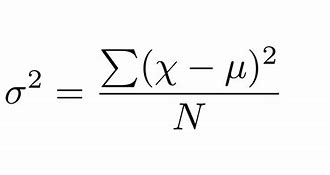 σ² = ∑(χ − μ)² / N